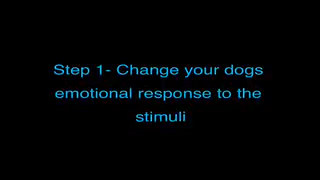 Step 1- Change your dogs
emotional response to the
stimuli